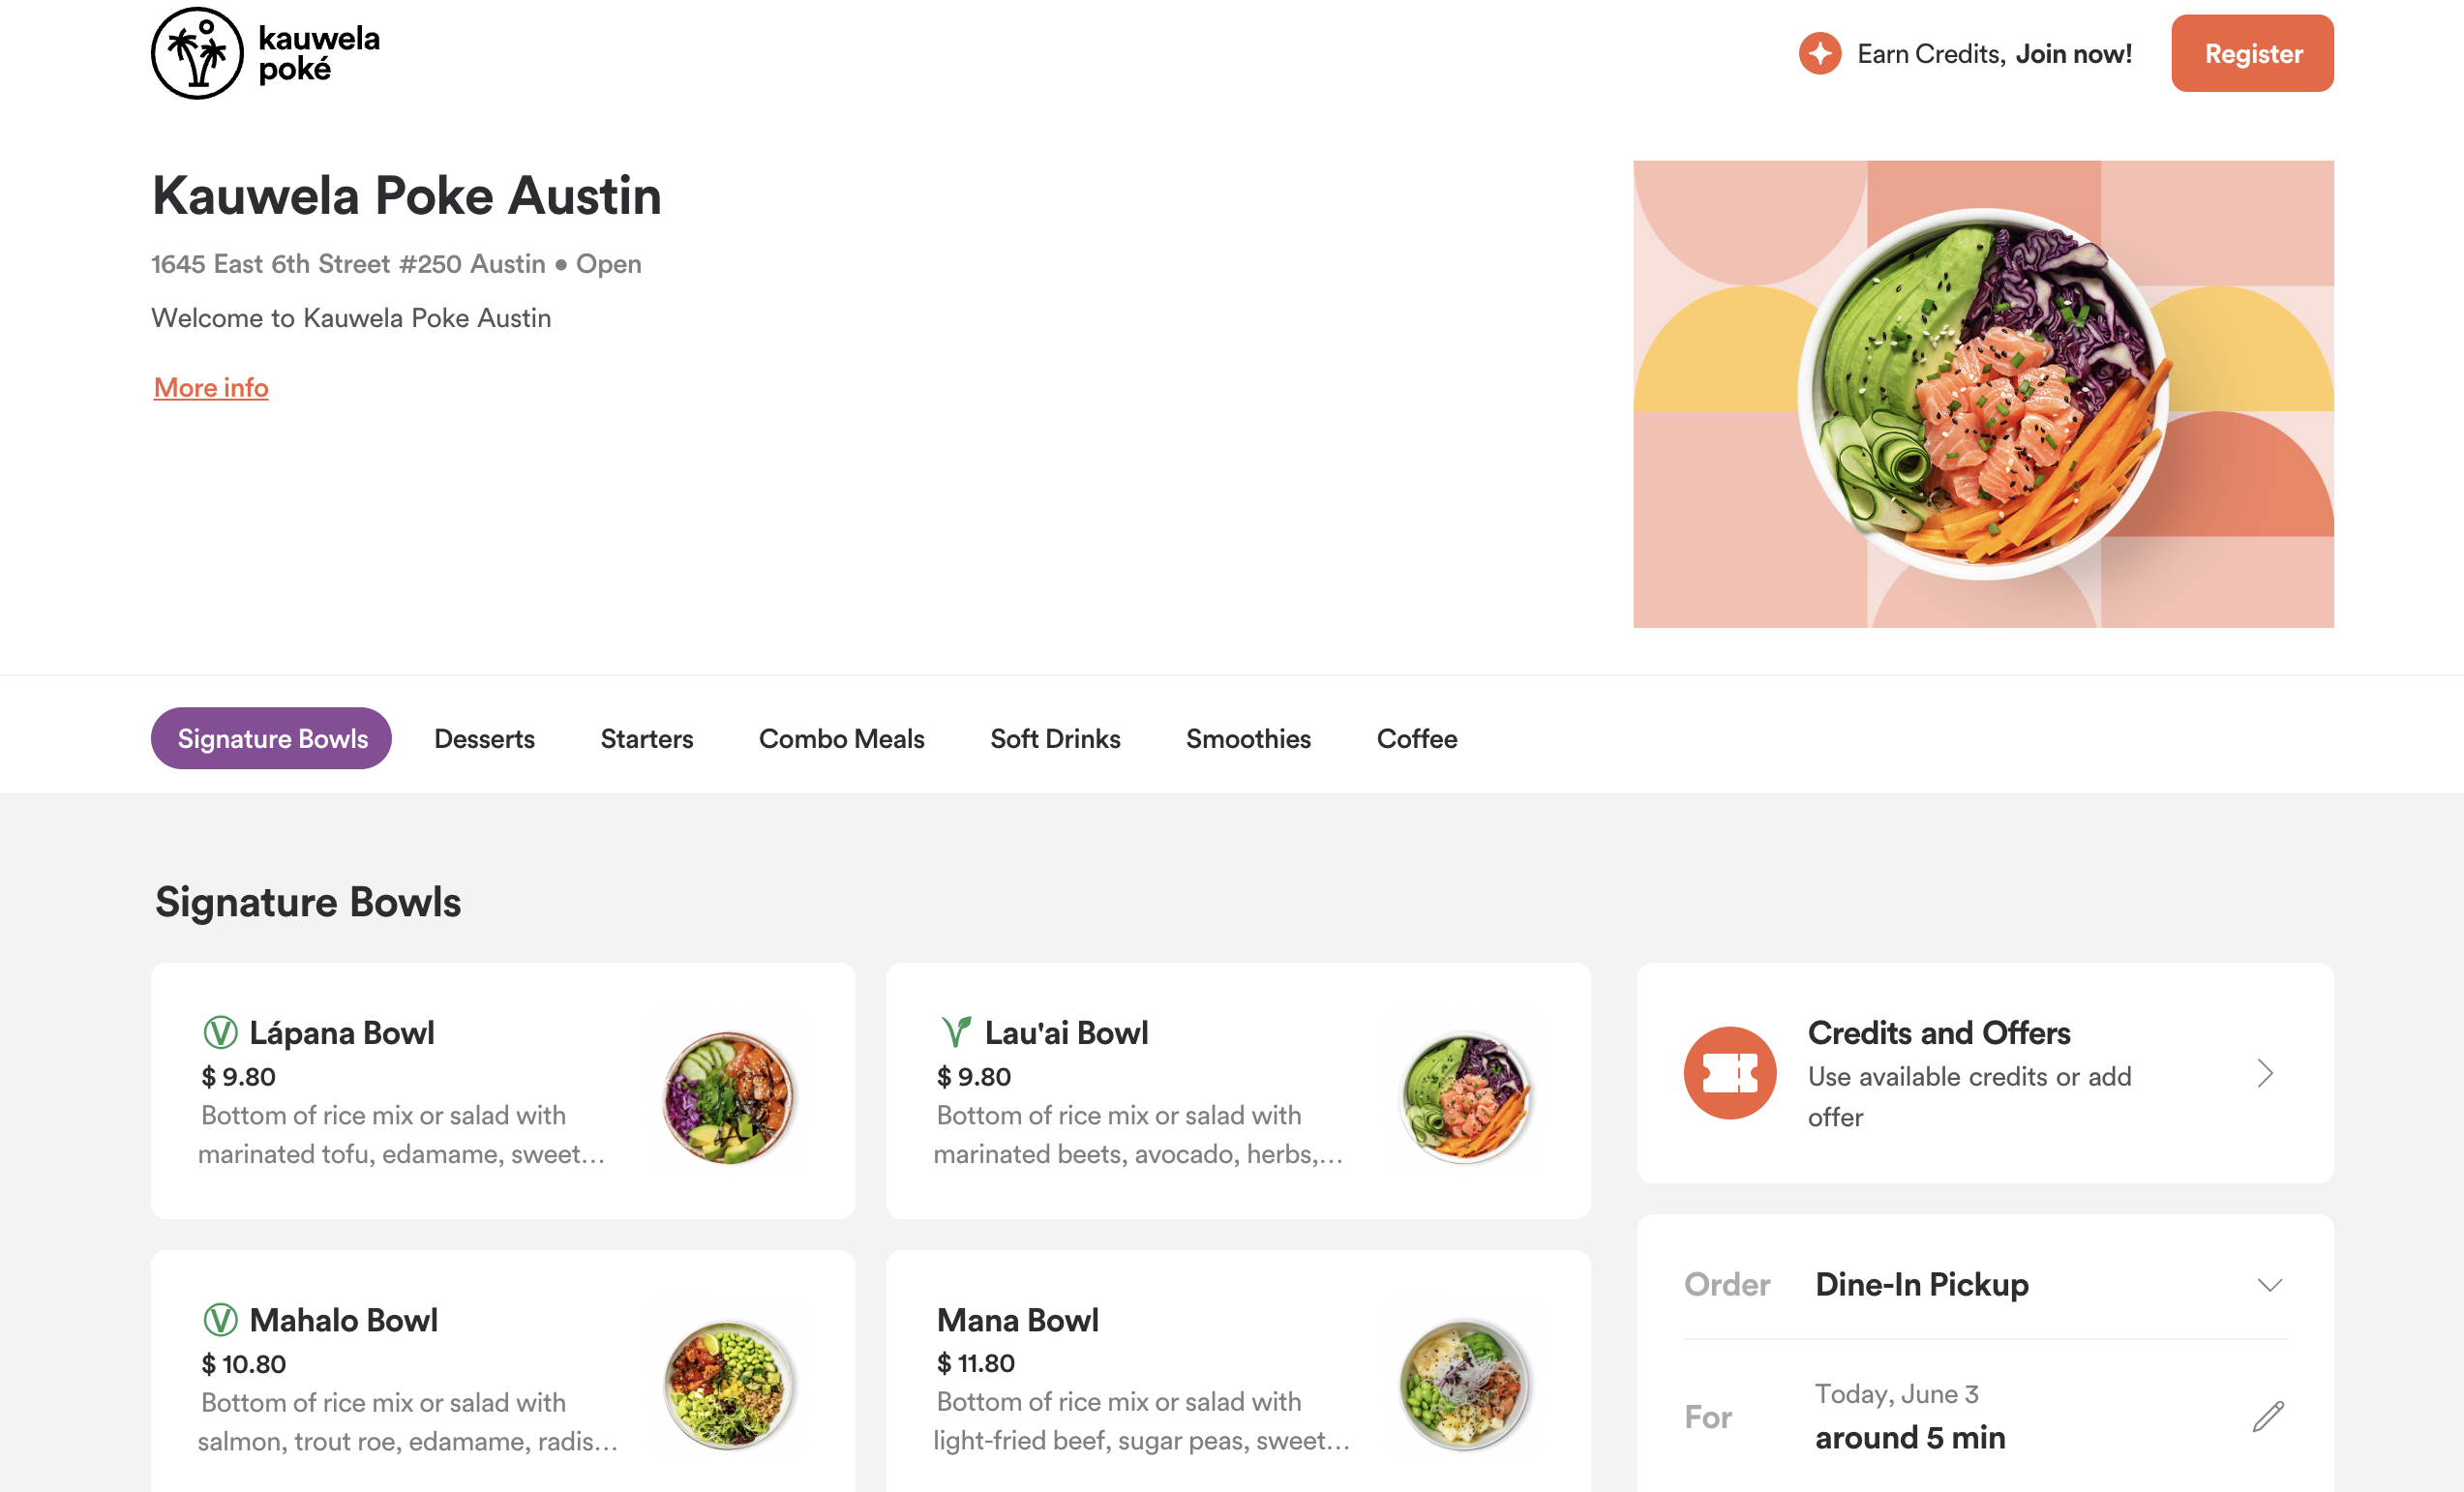 kauwela
poké
Earn Credits, Join now!
Register
Kauwela Poke Austin
1645 East 6th Street #250 Austin • Open
Welcome to Kauwela Poke Austin
More info
Signature Bowls
Desserts
Starters
Combo Meals
Soft Drinks
Smoothies
Coffee
Signature Bowls
Lápana Bowl
$ 9.80
Bottom of rice mix or salad with
marinated tofu, edamame, sweet…
Lau'ai Bowl
$ 9.80
Bottom of rice mix or salad with
marinated beets, avocado, herbs,…
Credits and Offers
Use available credits or add
offer
Mahalo Bowl
$ 10.80
Bottom of rice mix or salad with
salmon, trout roe, edamame, radis…
Mana Bowl
$ 11.80
Bottom of rice mix or salad with
light-fried beef, sugar peas, sweet…
Order
Dine-In Pickup
For
Today, June 3
around 5 min